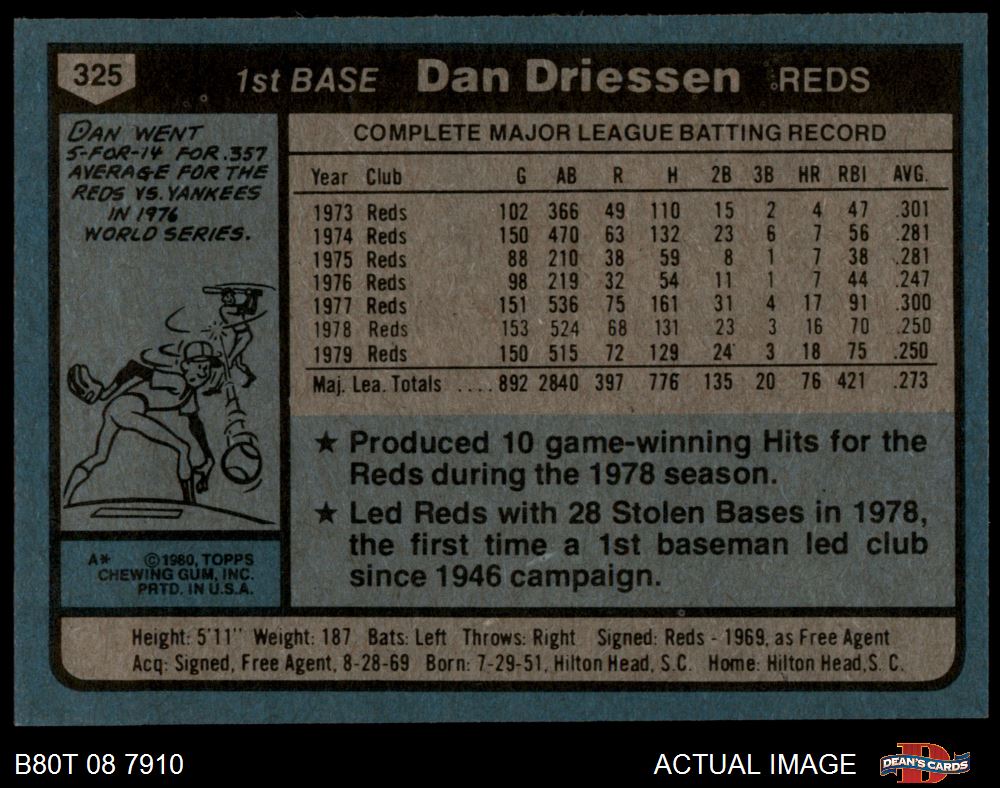 325
1st BASE Dan Driessen REDS
DAN WENT
5-FOR-14 FOR .357
AVERAGE FOR THE
REDS VS. YANKEES
IN 1976
WORLD SERIES.
COMPLETE MAJOR LEAGUE BATTING RECORD
Year Club G AB R H 2B 3B HR RBI AVG.
1973 Reds 102 366 49 110 15 2 4 47 .301
1974 Reds 150 470 63 132 23 6 7 56 .281
1975 Reds 88 210 38 59 8 1 7 38 .281
1976 Reds 98 219 32 54 11 1 7 44 .247
1977 Reds 151 536 75 161 31 4 17 91 .300
1978 Reds 153 524 68 131 23 3 16 70 .250
1979 Reds 150 515 72 129 24 3 18 75 .250
Maj. Lea. Totals ....892 2840 397 776 135 20 76 421 .273
★ Produced 10 game-winning Hits for the
Reds during the 1978 season.
★ Led Reds with 28 Stolen Bases in 1978,
the first time a 1st baseman led club
since 1946 campaign.
A* ©1980, TOPPS
CHEWING GUM, INC.
PRTD. IN U.S.A.
Height: 5'11" Weight: 187 Bats: Left Throws: Right Signed: Reds - 1969, as Free Agent
Acq: Signed, Free Agent, 8-28-69 Born: 7-29-51, Hilton Head, S.C. Home: Hilton Head, S. C.
B80T 08 7910
ACTUAL IMAGE
D
DEAN'S CARDS